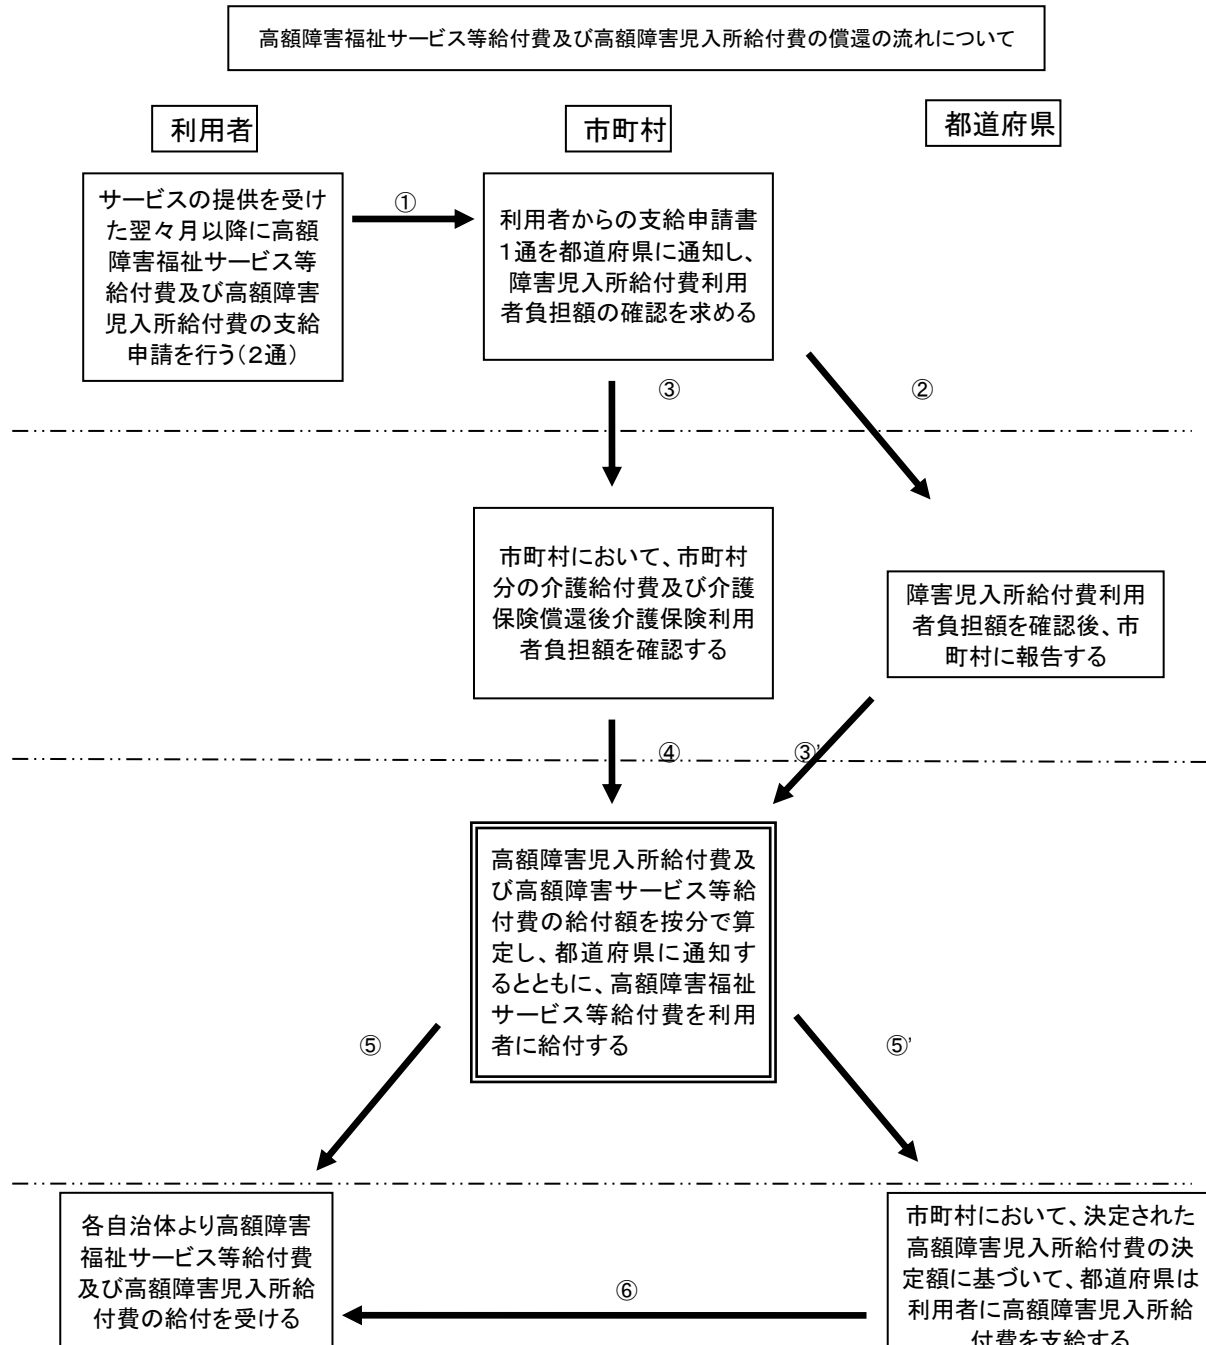 高額障害福祉サービス等給付費及び高額障害児入所給付費の償還の流れについて
利用者
市町村
都道府県
サービスの提供を受け
た翌々月以降に高額
障害福祉サービス等
給付費及び高額障害
児入所給付費の支給
申請を行う(2通)
①
利用者からの支給申請書
1通を都道府県に通知し、
障害児入所給付費利用
者負担額の確認を求める
③
②
市町村において、市町村
分の介護給付費及び介護
保険償還後介護保険利用
者負担額を確認する
障害児入所給付費利用
者負担額を確認後、市
町村に報告する
④
③'
高額障害児入所給付費及
び高額障害サービス等給
付費の給付額を按分で算
定し、都道府県に通知す
るとともに、高額障害福祉
サービス等給付費を利用
者に給付する
⑤
⑤'
各自治体より高額障害
福祉サービス等給付費
及び高額障害児入所給
付費の給付を受ける
⑥
市町村において、決定された
高額障害児入所給付費の決
定額に基づいて、都道府県は
利用者に高額障害児入所給
付費を支給する